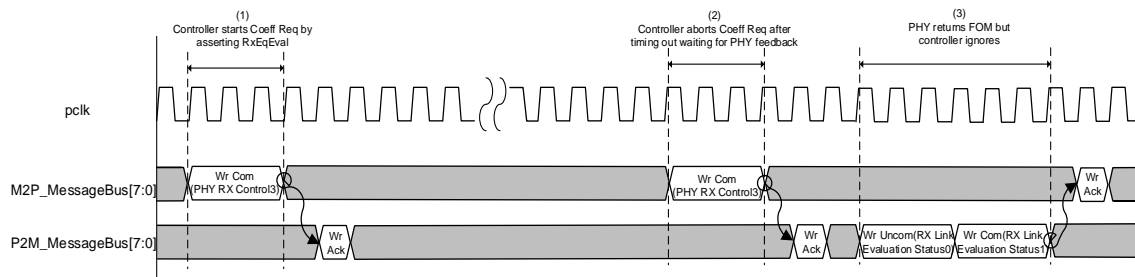 (1)
Controller starts Coeff Req by
asserting RxEqEval
(2)
Controller aborts Coeff Req after
timing out waiting for PHY feedback
(3)
PHY returns FOM but
controller ignores
pclk
M2P_MessageBus[7:0]
Wr Com
(PHY RX Control3)
Wr Com
(PHY RX Control3)
Wr
Ack
P2M_MessageBus[7:0]
Wr
Ack
Wr
Ack
Wr Uncom(RX Link
Evaluation Status0)
Wr Com(RX Link
Evaluation Status1)